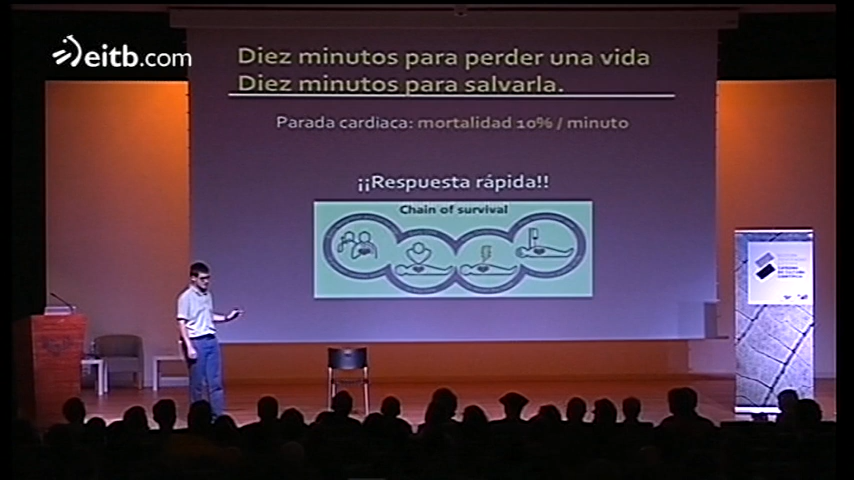 eitb.com
Diez minutos para perder una vida
Diez minutos para salvarla.
Parada cardiaca: mortalidad 10% / minuto
¡¡Respuesta rápida!!
Chain of survival